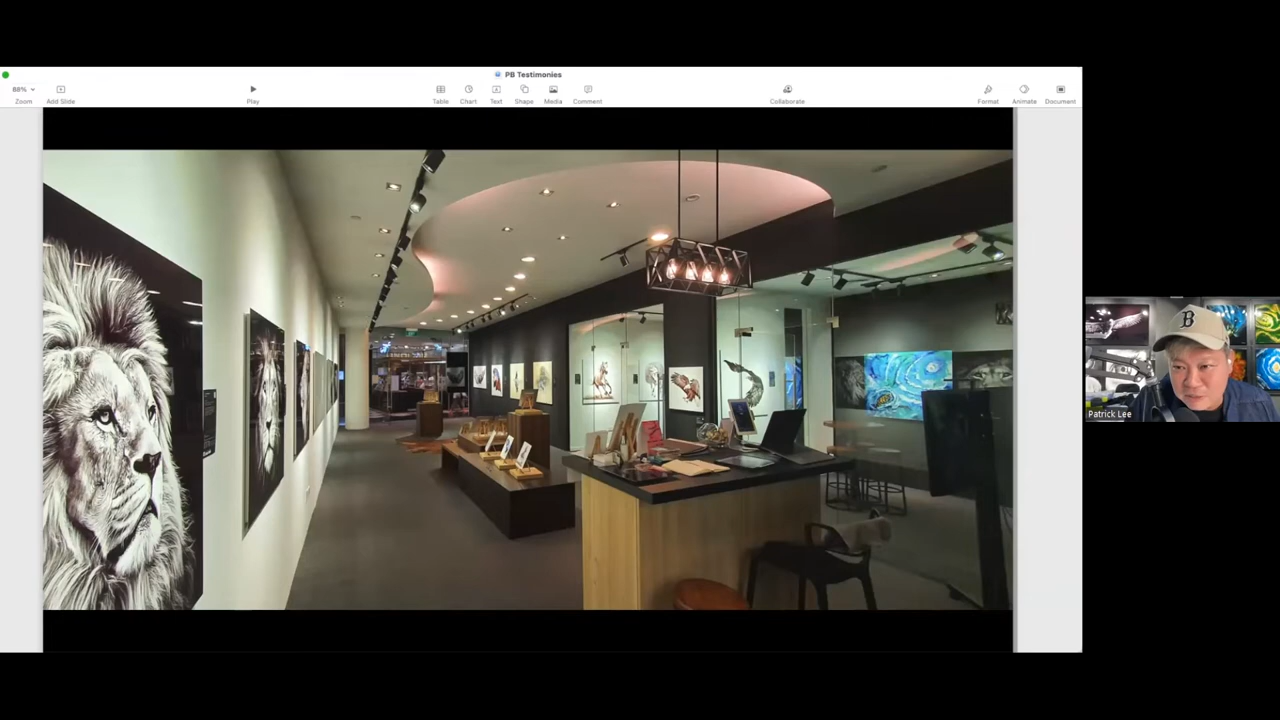 PB Testimonies
88%
Zoom
Add Slide
Play
Table
Chart
Text
Shape
Media
Comment
Collaborate
Format
Animate
Document
B
Patrick Lee